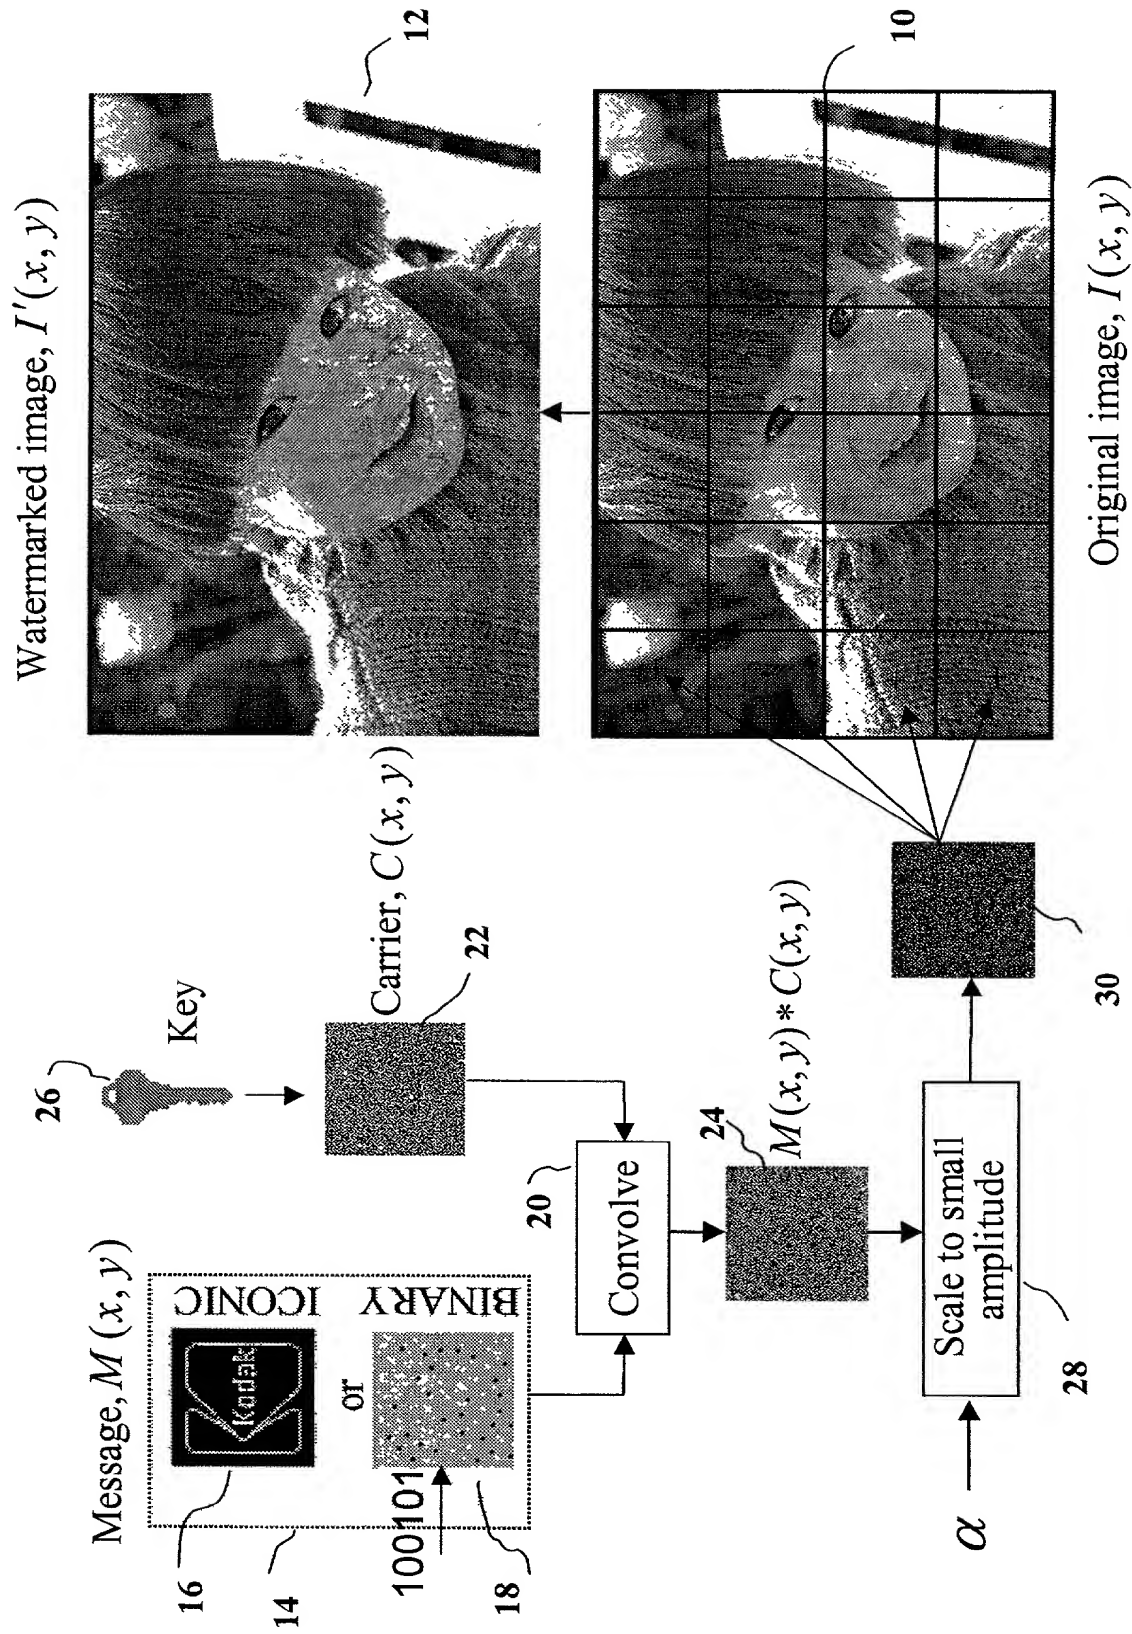 Message, M (x, y)
16
14
18
ICONIC
Kodak
or
BINARY
100101
26
Key
Carrier, C(x, y)
22
20
Convolve
24
M(x, y)*C(x, y)
α
Scale to small
amplitude
28
30
Watermarked image, I'(x, y)
12
10
Original image, I(x, y)